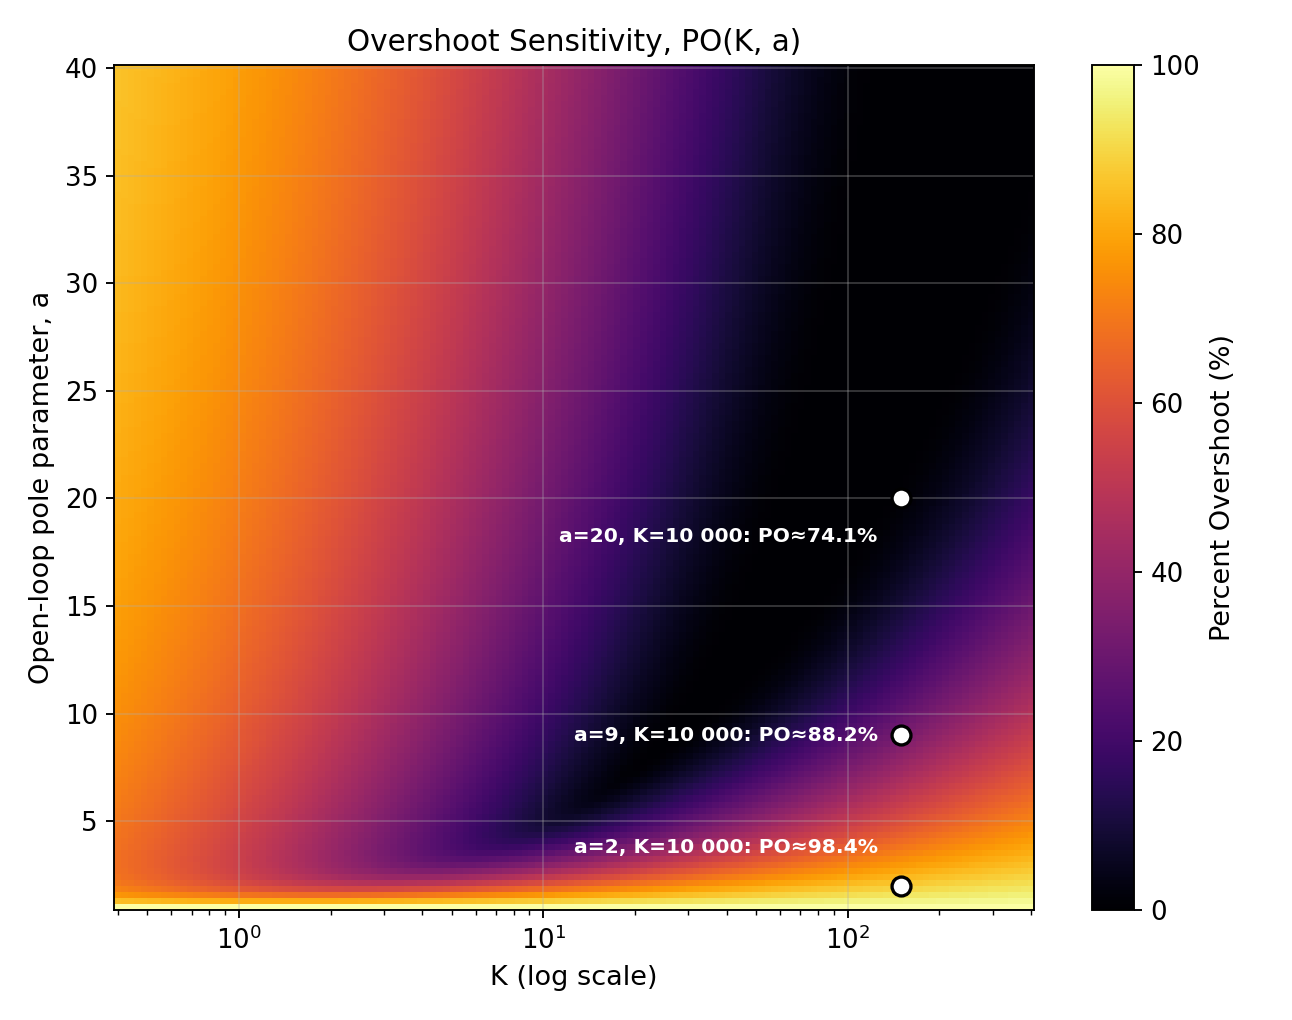 Overshoot Sensitivity, PO(K, a)
40
35
30
25
20
15
10
5
Open-loop pole parameter, a
a=20, K=10 000: PO≈74.1%
a=9, K=10 000: PO≈88.2%
a=2, K=10 000: PO≈98.4%
10⁰
10¹
10²
K (log scale)
100
80
60
40
20
0
Percent Overshoot (%)